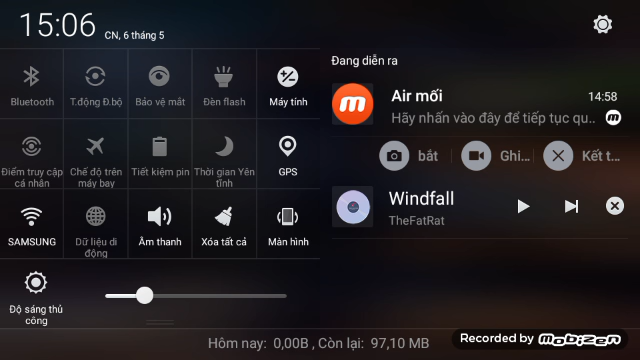 15:06 CN, 6 tháng 5
Bluetooth
T.động Đ.bộ
Bảo vệ mắt
Đèn flash
Máy tính
Điểm truy cập
cá nhân
Chế độ trên
máy bay
Tiết kiệm pin
Thời gian Yên
tĩnh
GPS
SAMSUNG
Dữ liệu di
động
Âm thanh
Xóa tất cả
Màn hình
Độ sáng thủ
công
Đang diễn ra
m
Air mối
14:58
Hãy nhấn vào đây để tiếp tục qu..
m
bắt
Ghi...
Kết t...
Windfall
TheFatRat
Hôm nay: 0,00B , Còn lại: 97,10 MB
Recorded by mobizen